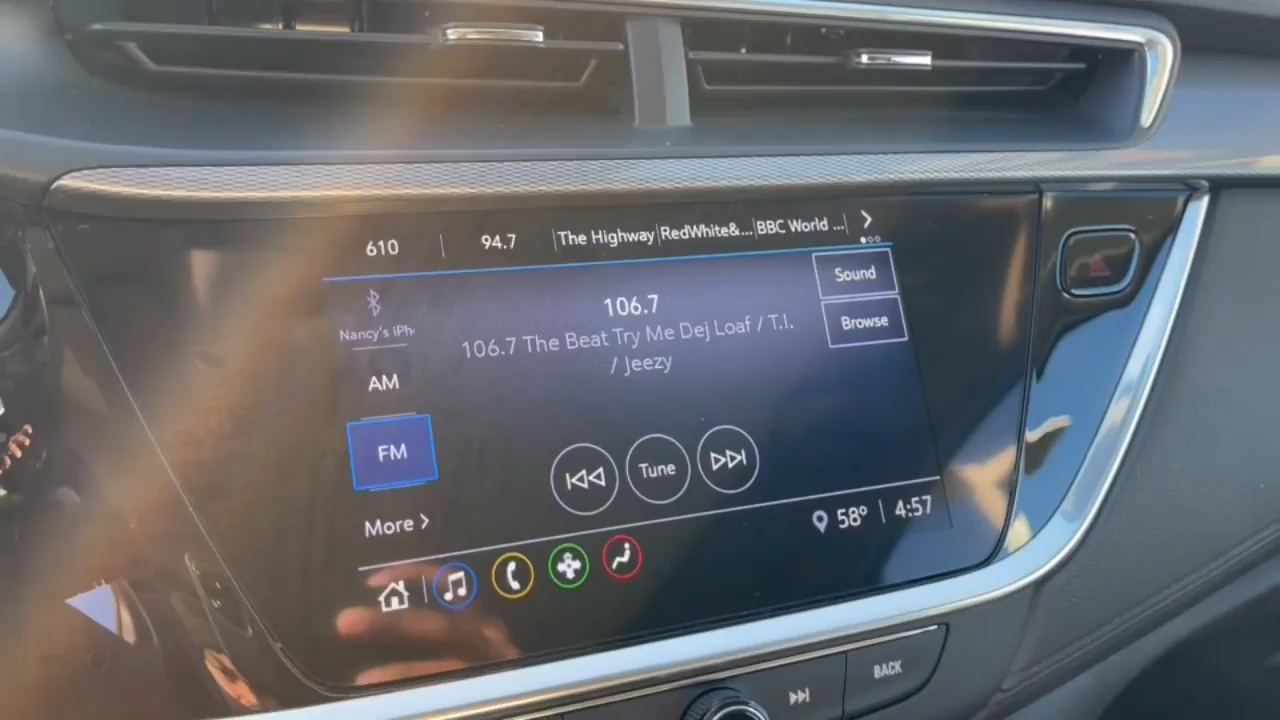 610 | 94.7 |The Highway|RedWhite&...|BBC World ...|
Sound
Nancy's iPh
106.7
Browse
106.7 The Beat Try Me Dej Loaf / T.I.
/ Jeezy
AM
FM
Tune
More
58° | 4:57
BACK